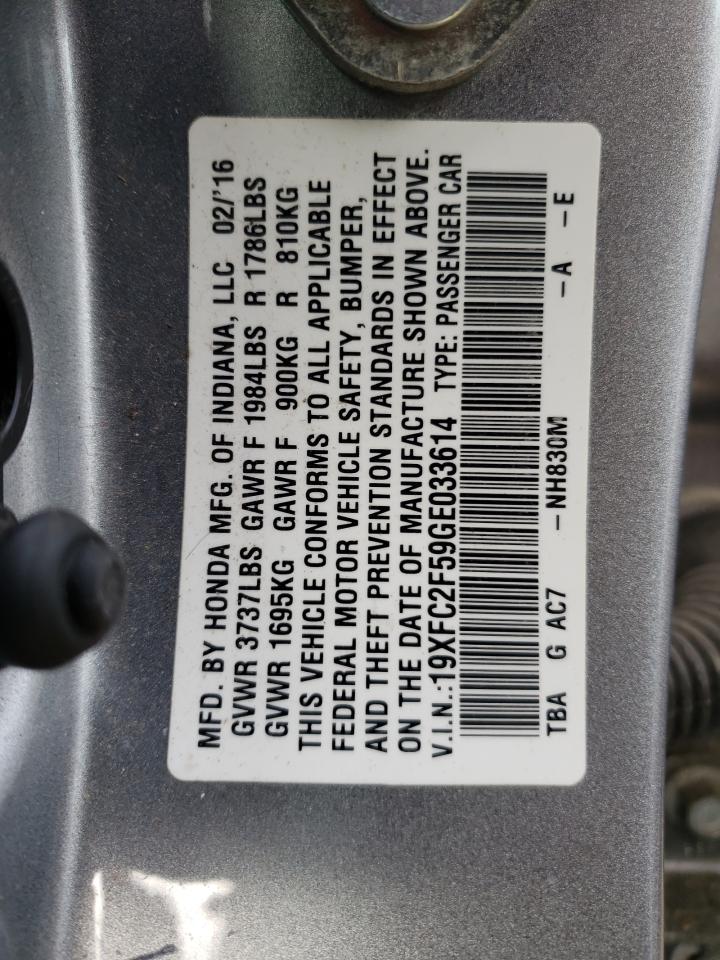 MFD. BY HONDA MFG. OF INDIANA, LLC 02/'16
GVWR 3737LBS GAWR F 1984LBS R 1786LBS
GVWR 1695KG GAWR F 900KG R 810KG
THIS VEHICLE CONFORMS TO ALL APPLICABLE
FEDERAL MOTOR VEHICLE SAFETY, BUMPER,
AND THEFT PREVENTION STANDARDS IN EFFECT
ON THE DATE OF MANUFACTURE SHOWN ABOVE.
V.I.N.:19XFC2F59GE033614 TYPE: PASSENGER CAR
TBA G AC7 -NH830M -A -E